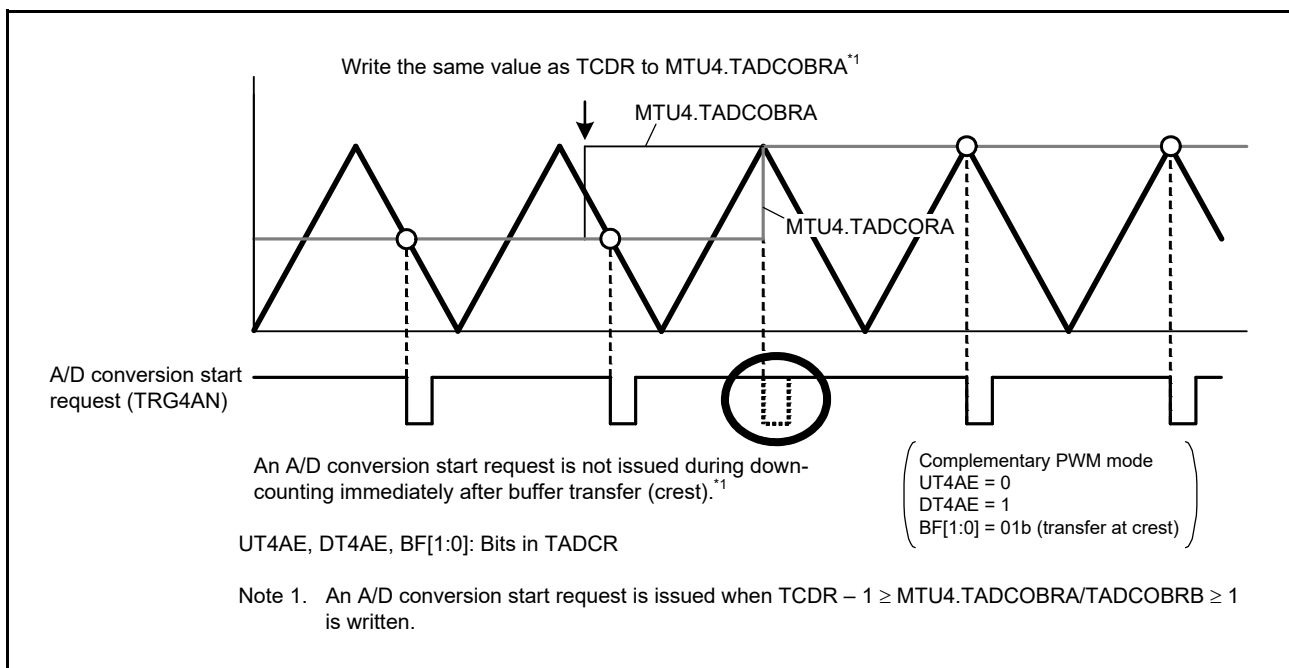 Write the same value as TCDR to MTU4.TADCOBRA*1
MTU4.TADCOBRA
MTU4.TADCORA
A/D conversion start
request (TRG4AN)
An A/D conversion start request is not issued during down-
counting immediately after buffer transfer (crest).*1
Complementary PWM mode
UT4AE = 0
DT4AE = 1
BF[1:0] = 01b (transfer at crest)
UT4AE, DT4AE, BF[1:0]: Bits in TADCR
Note 1. An A/D conversion start request is issued when TCDR – 1 ≥ MTU4.TADCOBRA/TADCOBRB ≥ 1
is written.